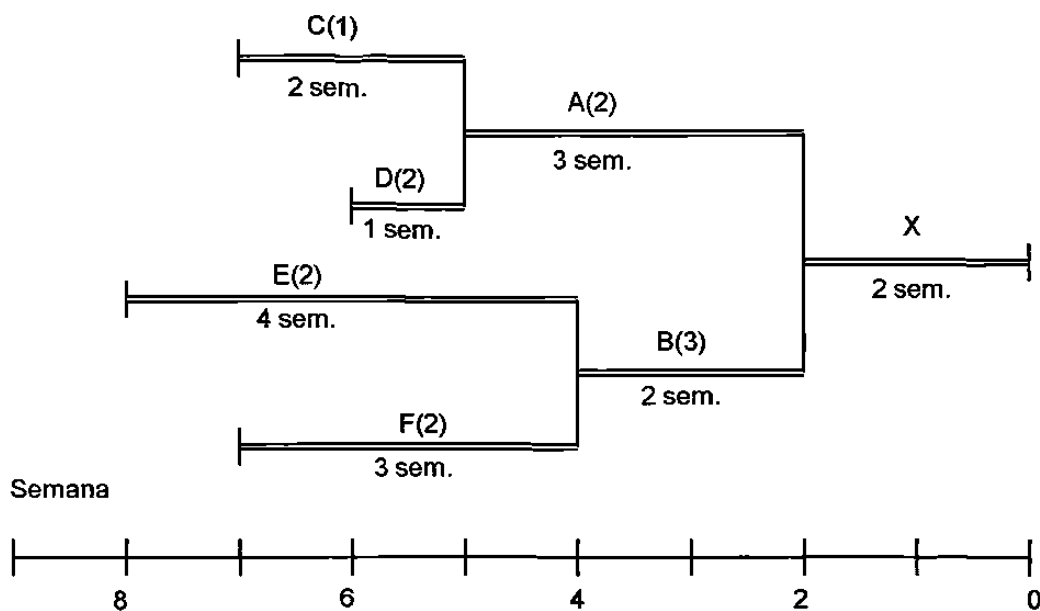 C(1)
2 sem.
A(2)
3 sem.
D(2)
1 sem.
X
2 sem.
E(2)
4 sem.
B(3)
2 sem.
F(2)
3 sem.
Semana
8 6 4 2 0